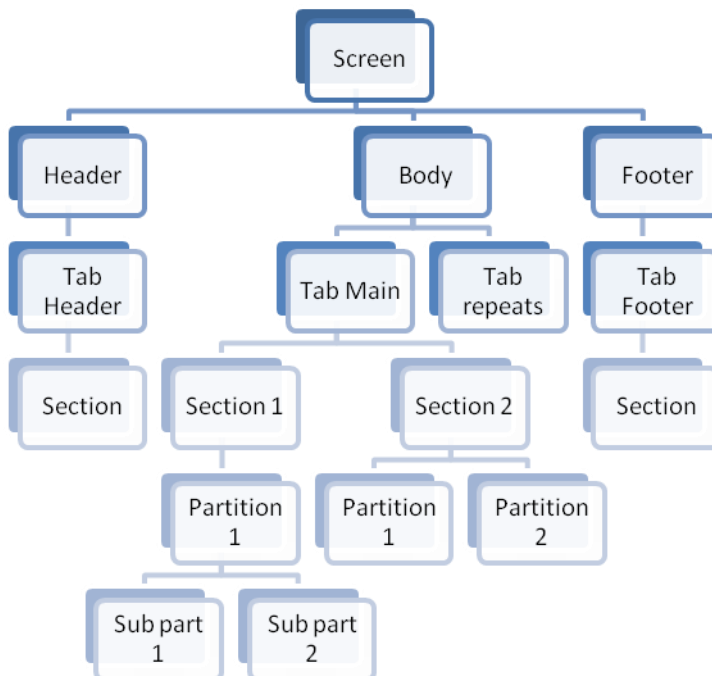 Screen
Header
Body
Footer
Tab
Header
Tab Main
Tab
repeats
Tab
Footer
Section
Section 1
Section 2
Section
Partition
1
Partition
1
Partition
2
Sub part
1
Sub part
2